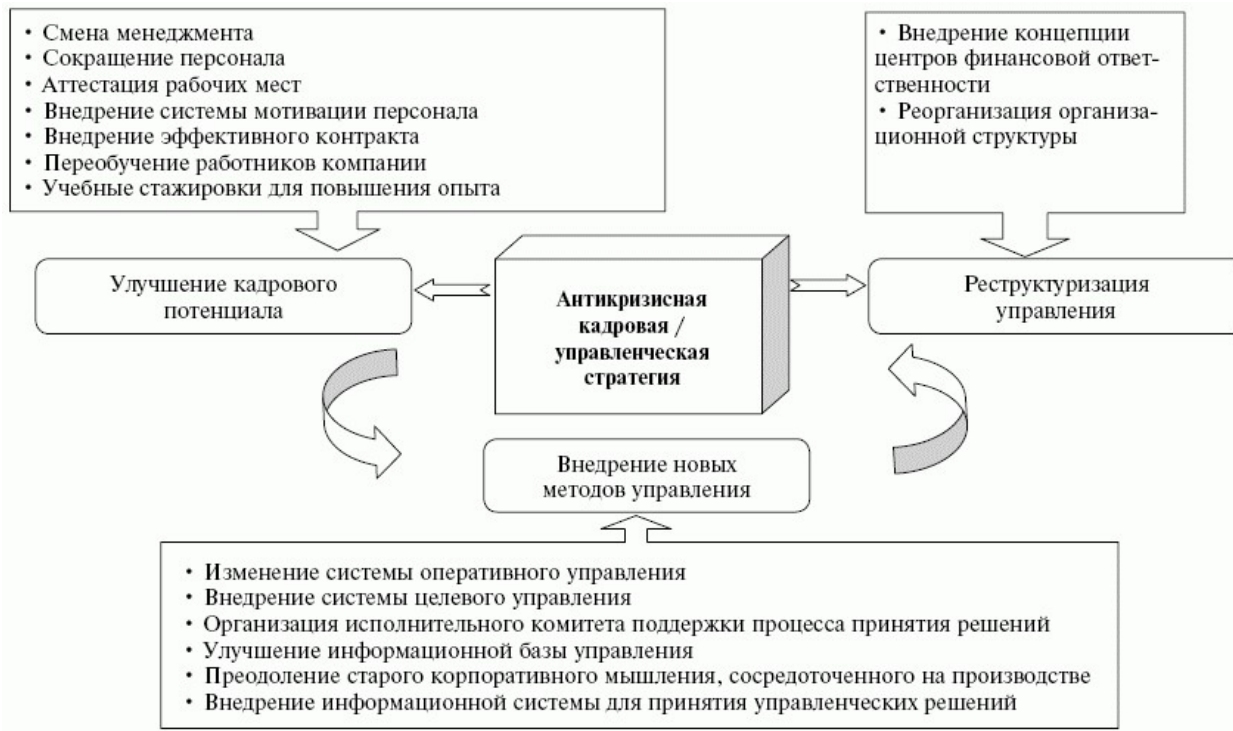 • Смена менеджмента
• Сокращение персонала
• Аттестация рабочих мест
• Внедрение системы мотивации персонала
• Внедрение эффективного контракта
• Переобучение работников компании
• Учебные стажировки для повышения опыта
• Внедрение концепции
центров финансовой ответ-
ственности
• Реорганизация организа-
ционной структуры
Улучшение кадрового
потенциала
Антикризисная
кадровая /
управленческая
стратегия
Реструктуризация
управления
Внедрение новых
методов управления
• Изменение системы оперативного управления
• Внедрение системы целевого управления
• Организация исполнительного комитета поддержки процесса принятия решений
• Улучшение информационной базы управления
• Преодоление старого корпоративного мышления, сосредоточенного на производстве
• Внедрение информационной системы для принятия управленческих решений